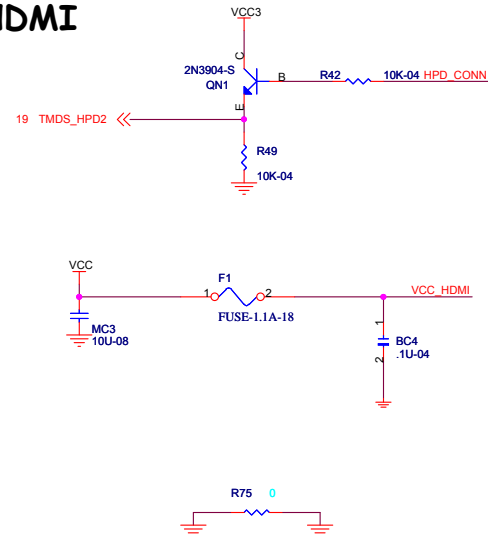 HDMI
VCC3
C
2N3904-S
QN1
B
R42
10K-04
HPD_CONN
E
19 TMDS_HPD2
R49
10K-04
VCC
F1
1
2
FUSE-1.1A-18
VCC_HDMI
MC3
10U-08
1
BC4
.1U-04
2
R75 0